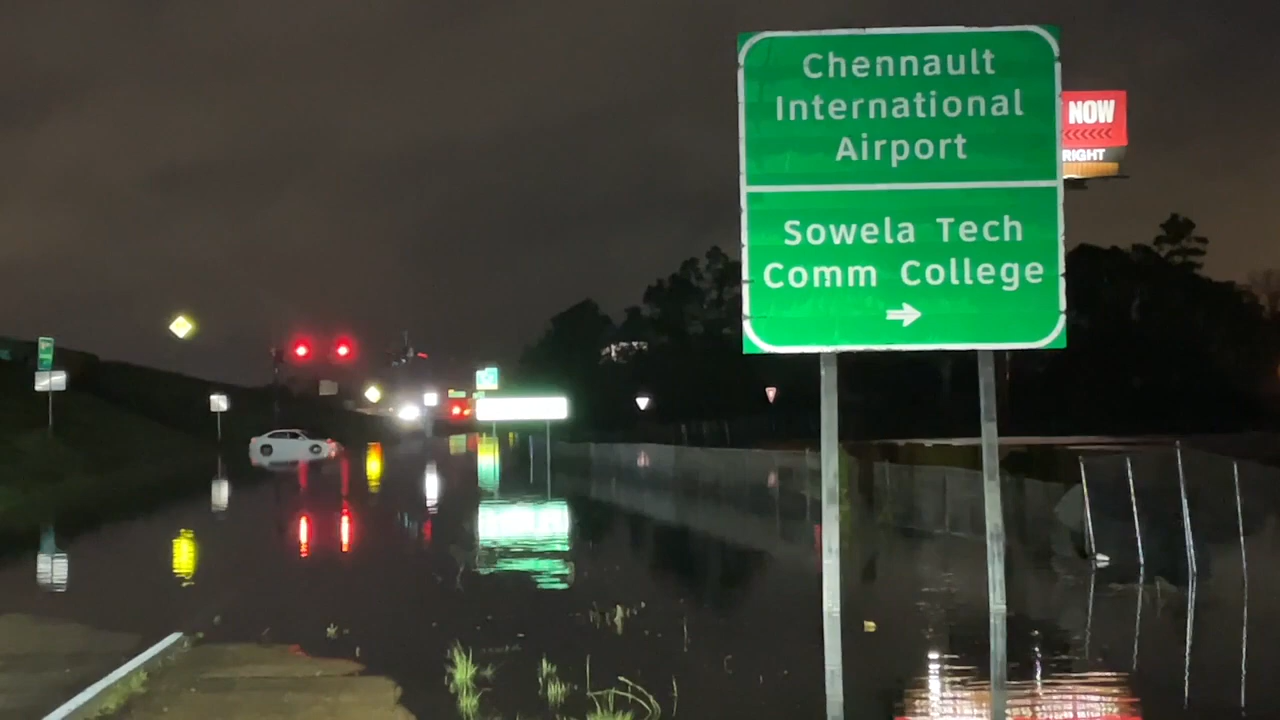 Chennault
International
Airport
Sowela Tech
Comm College
NOW
RIGHT